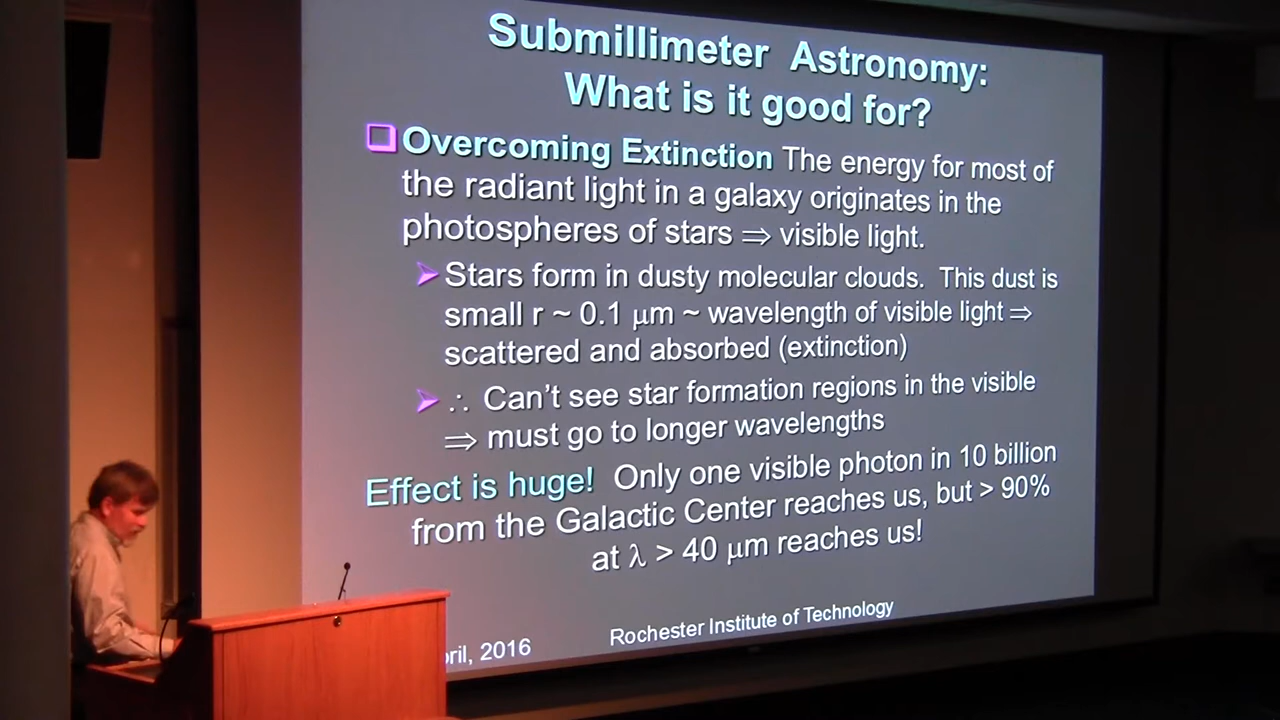 Submillimeter Astronomy:
What is it good for?
Overcoming Extinction The energy for most of
the radiant light in a galaxy originates in the
photospheres of stars ⇒ visible light.
Stars form in dusty molecular clouds. This dust is
small r ~ 0.1 μm ~ wavelength of visible light ⇒
scattered and absorbed (extinction)
∴ Can't see star formation regions in the visible
⇒ must go to longer wavelengths
Effect is huge! Only one visible photon in 10 billion
from the Galactic Center reaches us, but > 90%
at λ > 40 μm reaches us!
ril, 2016
Rochester Institute of Technology